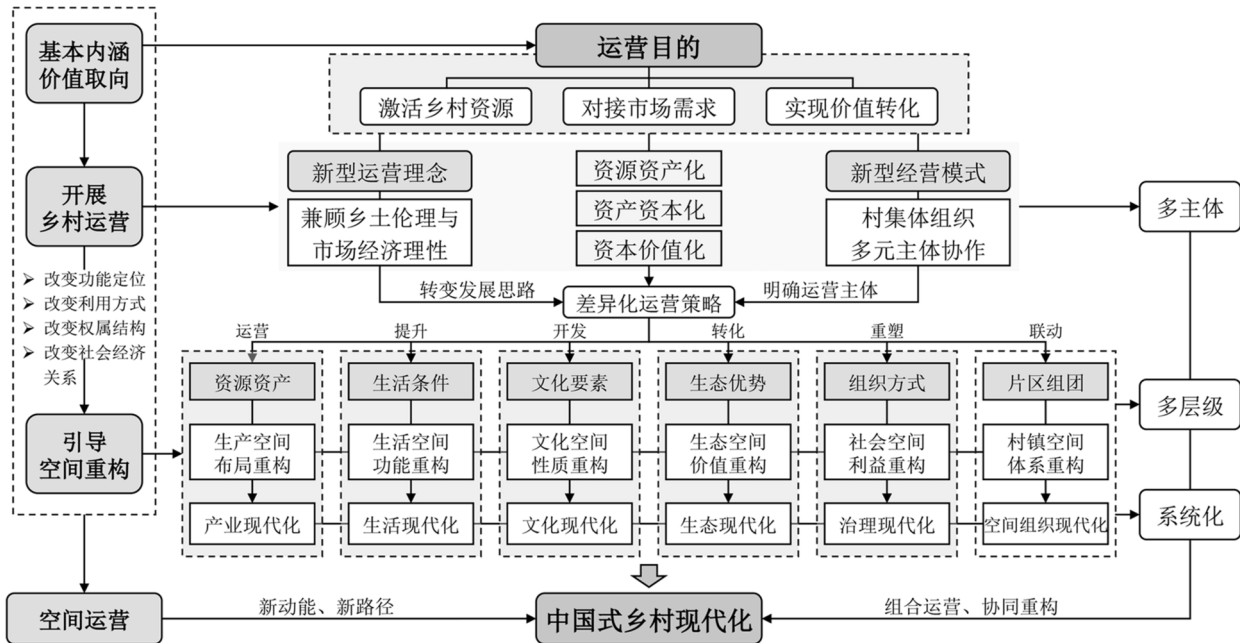 基本内涵
价值取向
运营目的
激活乡村资源
对接市场需求
实现价值转化
开展
乡村运营
新型运营理念
兼顾乡土伦理与
市场经济理性
资源资产化
资产资本化
资本价值化
新型经营模式
村集体组织
多元主体协作
多主体
➢ 改变功能定位
➢ 改变利用方式
➢ 改变权属结构
➢ 改变社会经济
关系
转变发展思路
差异化运营策略
明确运营主体
运营
提升
开发
转化
重塑
联动
资源资产
生活条件
文化要素
生态优势
组织方式
片区组团
多层级
引导
空间重构
生产空间
布局重构
生活空间
功能重构
文化空间
性质重构
生态空间
价值重构
社会空间
利益重构
村镇空间
体系重构
产业现代化
生活现代化
文化现代化
生态现代化
治理现代化
空间组织现代化
系统化
空间运营
新动能、新路径
中国式乡村现代化
组合运营、协同重构